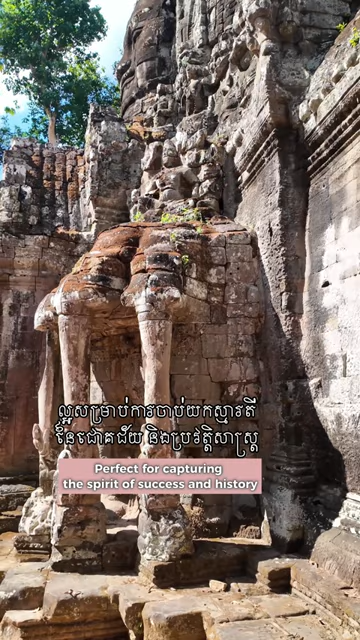 ល្អសម្រាប់ការចាប់យកស្មារតី
នៃជោគជ័យ និងប្រវត្តិសាស្ត្រ
Perfect for capturing
the spirit of success and history